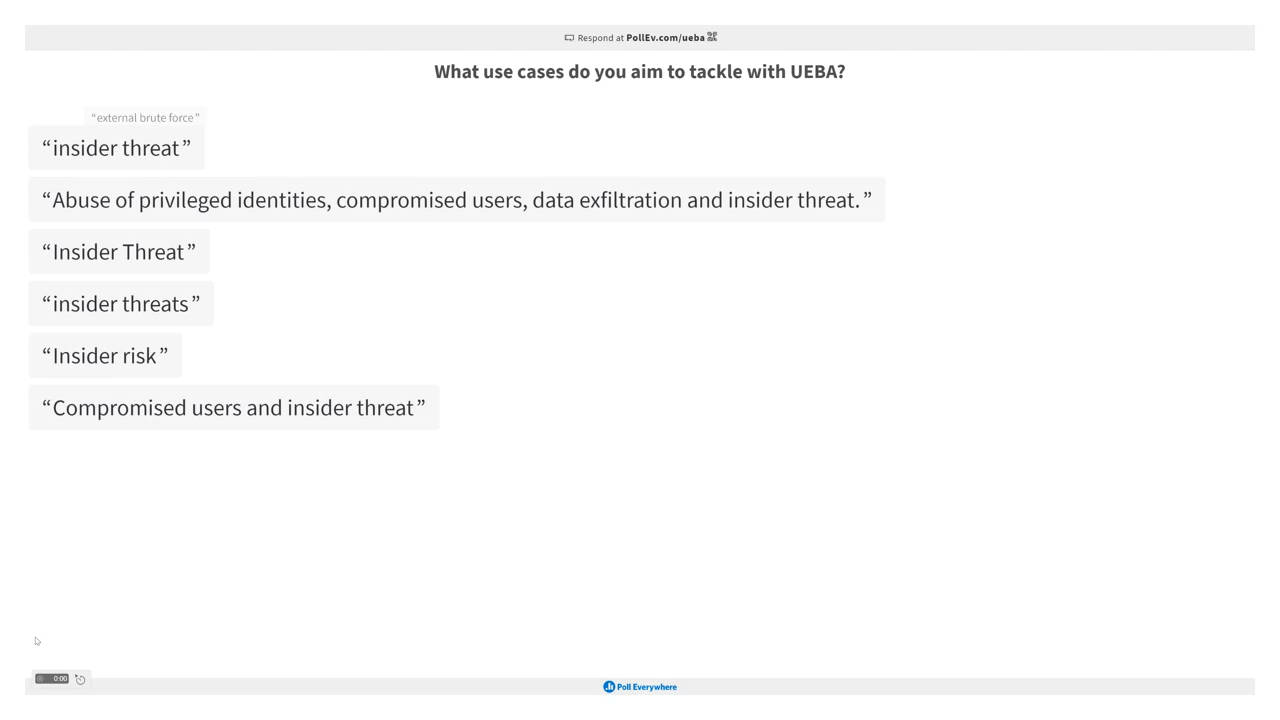 Respond at PollEv.com/ueba
What use cases do you aim to tackle with UEBA?
“external brute force”
“insider threat”
“Abuse of privileged identities, compromised users, data exfiltration and insider threat.”
“Insider Threat”
“insider threats”
“Insider risk”
“Compromised users and insider threat”
0:00
Poll Everywhere